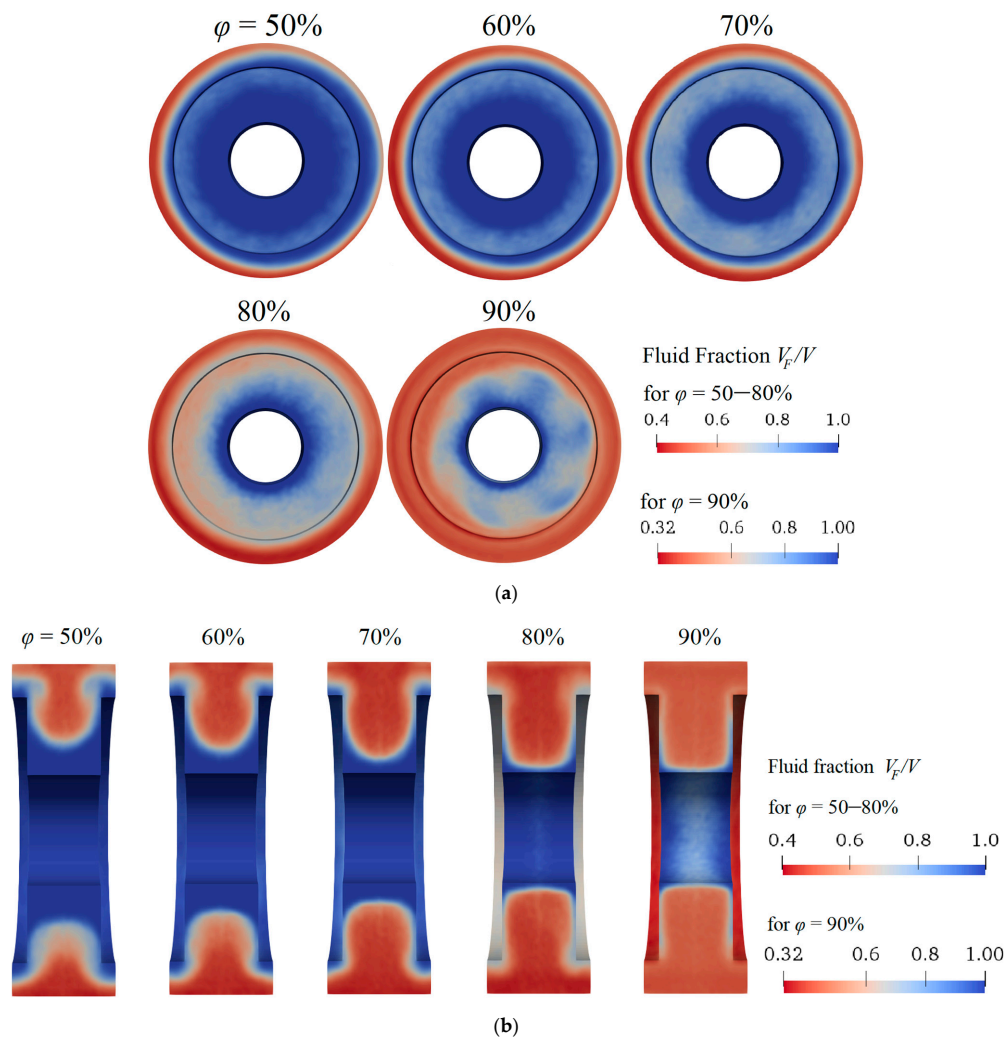 φ = 50%
60%
70%
80%
90%
Fluid Fraction V_F/V
for φ = 50−80%
0.4 0.6 0.8 1.0
for φ = 90%
0.32 0.6 0.8 1.00
(a)
φ = 50%
60%
70%
80%
90%
Fluid fraction V_F/V
for φ = 50−80%
0.4 0.6 0.8 1.0
for φ = 90%
0.32 0.6 0.8 1.00
(b)